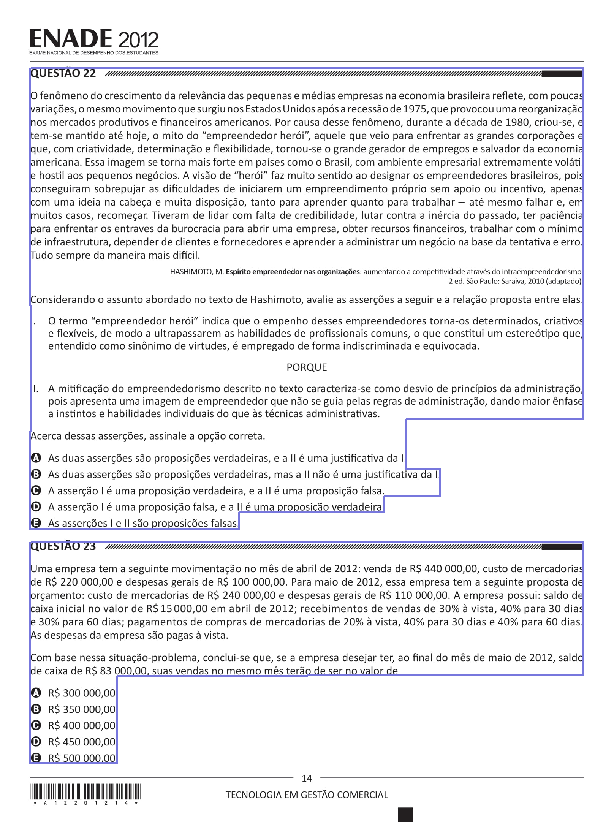 ENADE 2012
EXAME NACIONAL DE DESEMPENHO DOS ESTUDANTES
QUESTÃO 22
O fenômeno do crescimento da relevância das pequenas e médias empresas na economia brasileira reflete, com poucas
variações, o mesmo movimento que surgiu nos Estados Unidos após a recessão de 1975, que provocou uma reorganização
nos mercados produtivos e financeiros americanos. Por causa desse fenômeno, durante a década de 1980, criou-se, e
tem-se mantido até hoje, o mito do “empreendedor herói”, aquele que veio para enfrentar as grandes corporações e
que, com criatividade, determinação e flexibilidade, tornou-se o grande gerador de empregos e salvador da economia
americana. Essa imagem se torna mais forte em países como o Brasil, com ambiente empresarial extremamente volátil
e hostil aos pequenos negócios. A visão de “herói” faz muito sentido ao designar os empreendedores brasileiros, pois
conseguiram sobrepujar as dificuldades de iniciarem um empreendimento próprio sem apoio ou incentivo, apenas
com uma ideia na cabeça e muita disposição, tanto para aprender quanto para trabalhar — até mesmo falhar e, em
muitos casos, recomeçar. Tiveram de lidar com falta de credibilidade, lutar contra a inércia do passado, ter paciência
para enfrentar os entraves da burocracia para abrir uma empresa, obter recursos financeiros, trabalhar com o mínimo
de infraestrutura, depender de clientes e fornecedores e aprender a administrar um negócio na base da tentativa e erro.
Tudo sempre da maneira mais difícil.
HASHIMOTO, M. Espírito empreendedor nas organizações: aumentando a competitividade através do intraempreendedorismo.
2.ed. São Paulo: Saraiva, 2010 (adaptado)
Considerando o assunto abordado no texto de Hashimoto, avalie as asserções a seguir e a relação proposta entre elas.
I. O termo “empreendedor herói” indica que o empenho desses empreendedores torna-os determinados, criativos
e flexíveis, de modo a ultrapassarem as habilidades de profissionais comuns, o que constitui um estereótipo que,
entendido como sinônimo de virtudes, é empregado de forma indiscriminada e equivocada.
PORQUE
II. A mitificação do empreendedorismo descrito no texto caracteriza-se como desvio de princípios da administração,
pois apresenta uma imagem de empreendedor que não se guia pelas regras de administração, dando maior ênfase
a instintos e habilidades individuais do que às técnicas administrativas.
Acerca dessas asserções, assinale a opção correta.
A As duas asserções são proposições verdadeiras, e a II é uma justificativa da I.
B As duas asserções são proposições verdadeiras, mas a II não é uma justificativa da I.
C A asserção I é uma proposição verdadeira, e a II é uma proposição falsa.
D A asserção I é uma proposição falsa, e a II é uma proposição verdadeira.
E As asserções I e II são proposições falsas.
QUESTÃO 23
Uma empresa tem a seguinte movimentação no mês de abril de 2012: venda de R$ 440 000,00, custo de mercadorias
de R$ 220 000,00 e despesas gerais de R$ 100 000,00. Para maio de 2012, essa empresa tem a seguinte proposta de
orçamento: custo de mercadorias de R$ 240 000,00 e despesas gerais de R$ 110 000,00. A empresa possui: saldo de
caixa inicial no valor de R$ 15 000,00 em abril de 2012; recebimentos de vendas de 30% à vista, 40% para 30 dias
e 30% para 60 dias; pagamentos de compras de mercadorias de 20% à vista, 40% para 30 dias e 40% para 60 dias.
As despesas da empresa são pagas à vista.
Com base nessa situação-problema, conclui-se que, se a empresa desejar ter, ao final do mês de maio de 2012, saldo
de caixa de R$ 83 000,00, suas vendas no mesmo mês terão de ser no valor de
A R$ 300 000,00.
B R$ 350 000,00.
C R$ 400 000,00.
D R$ 450 000,00.
E R$ 500 000,00.
14
TECNOLOGIA EM GESTÃO COMERCIAL
* A 1 2 2 0 1 2 1 4 *